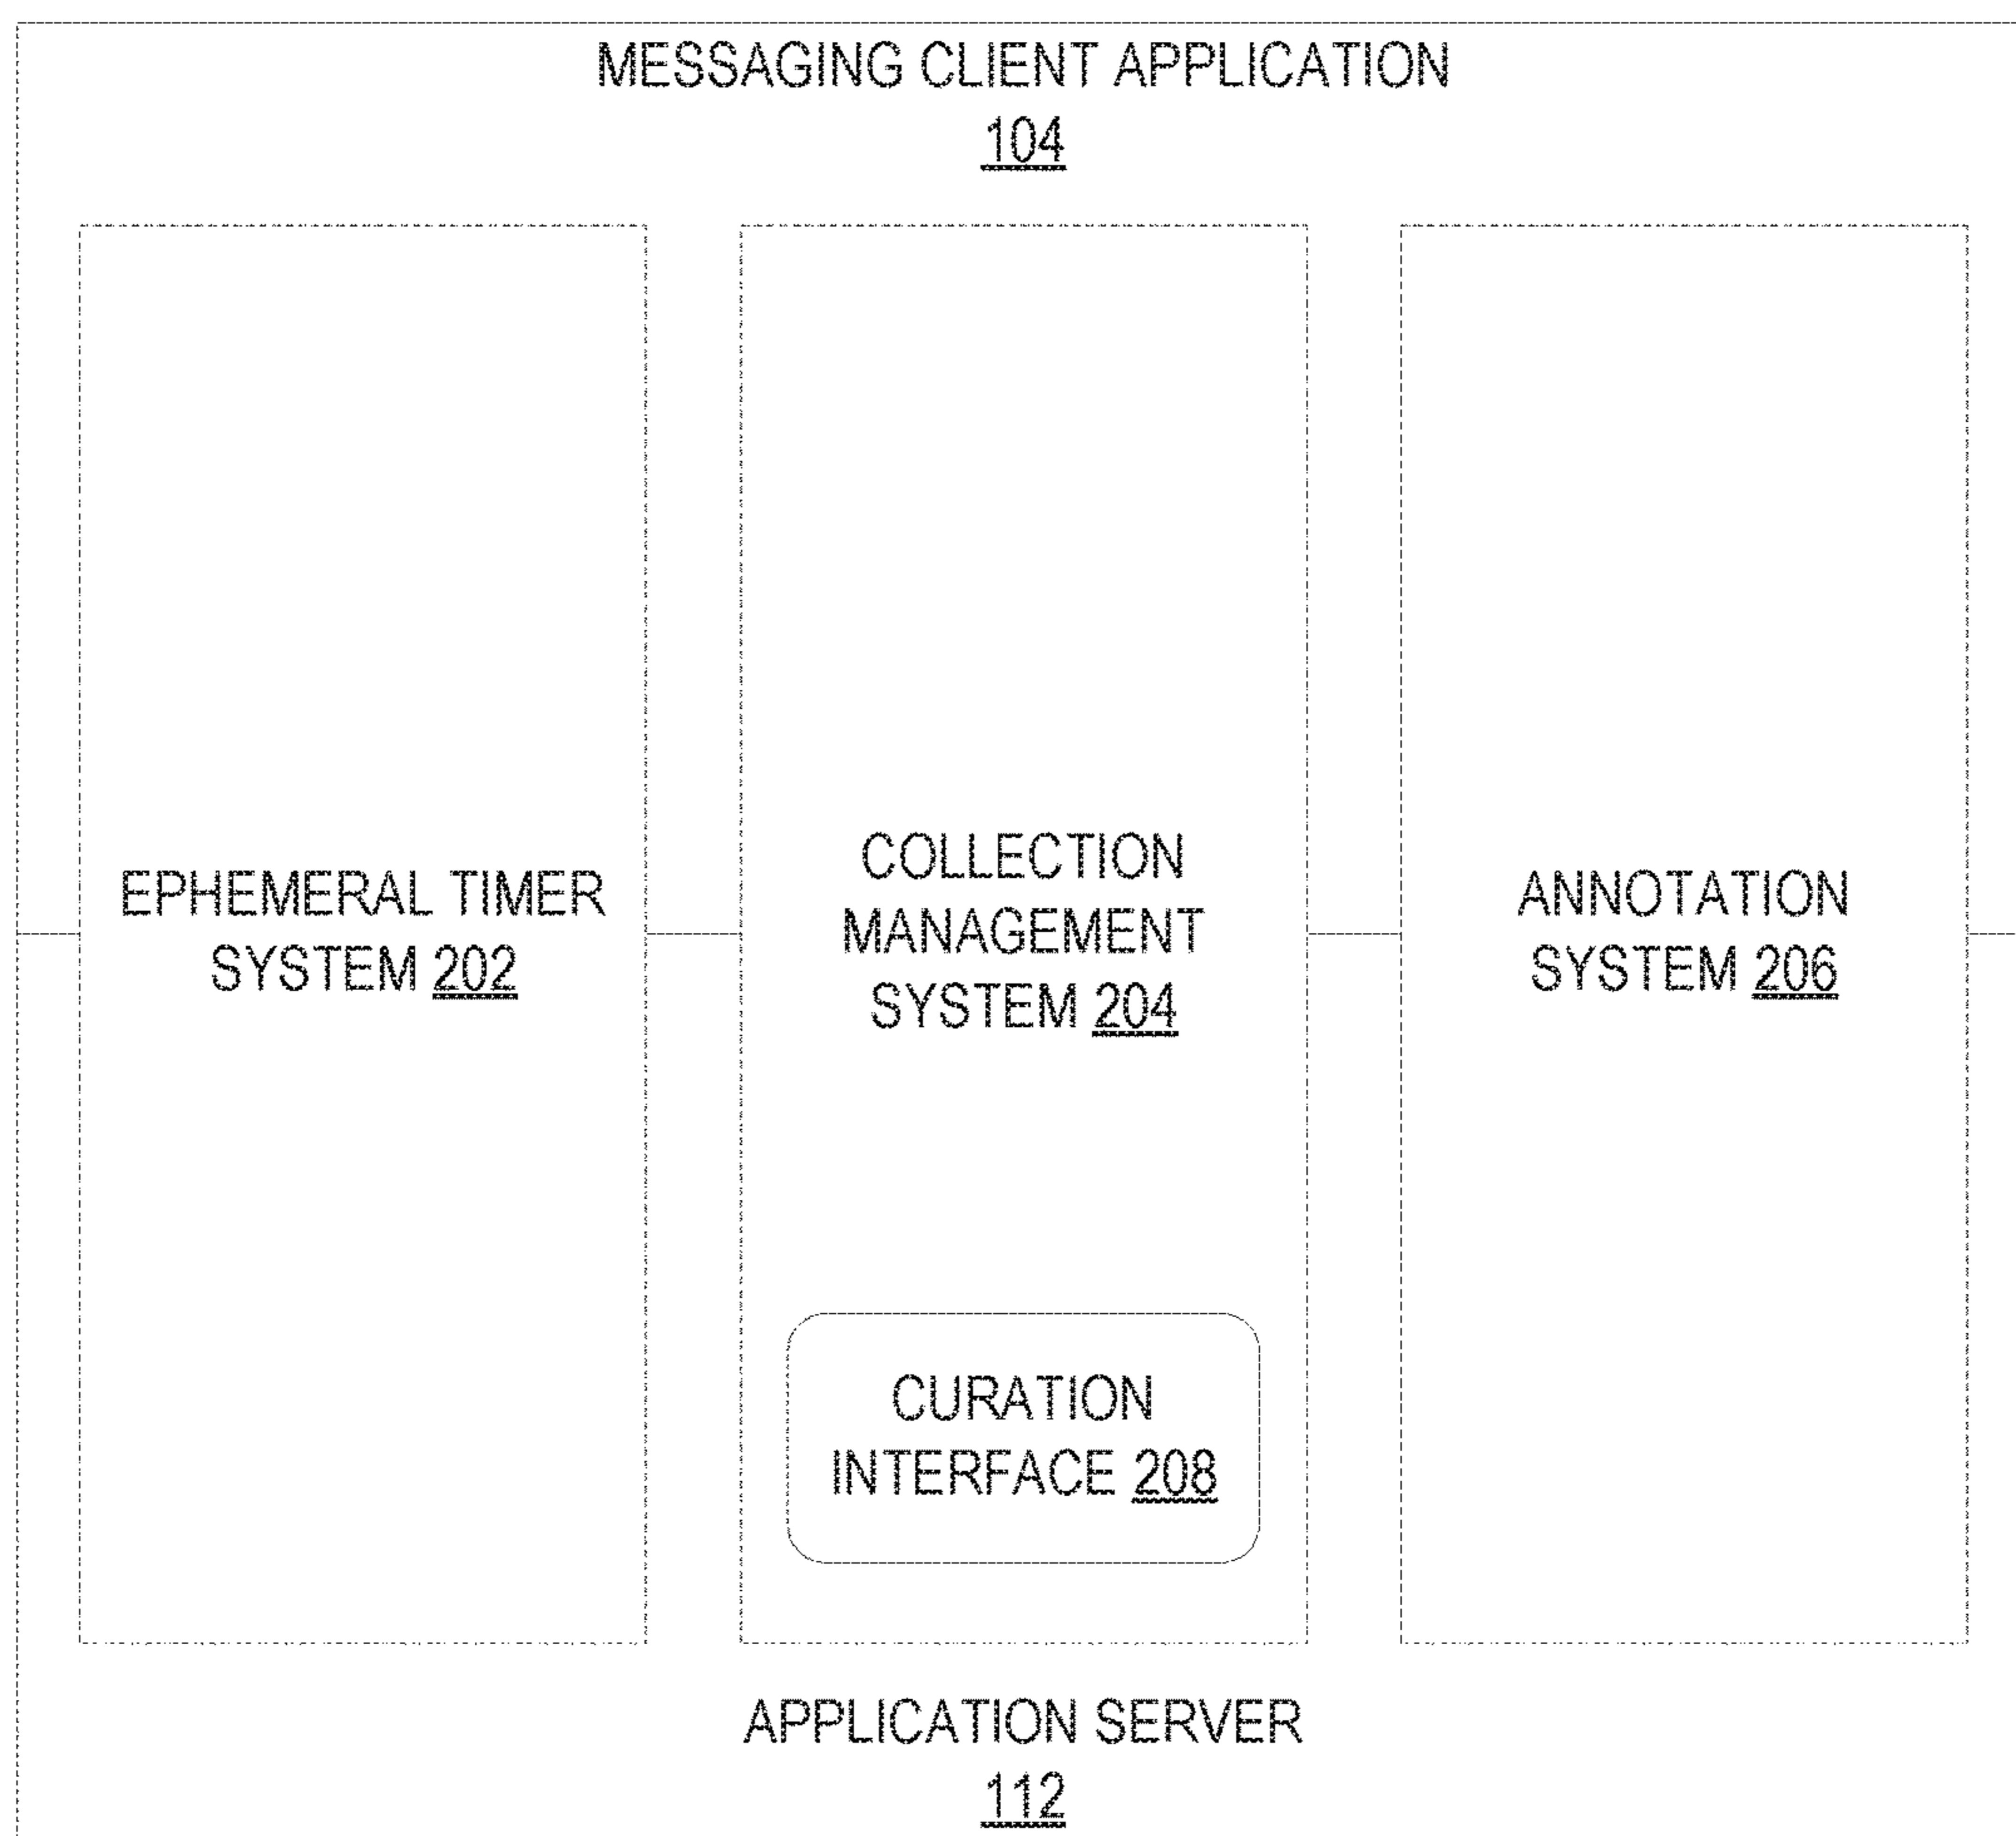 MESSAGING CLIENT APPLICATION
104
EPHEMERAL TIMER
SYSTEM 202
COLLECTION
MANAGEMENT
SYSTEM 204
ANNOTATION
SYSTEM 206
CURATION
INTERFACE 208
APPLICATION SERVER
112